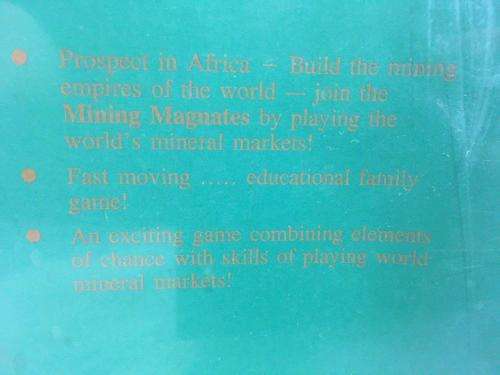 Prospect in Africa – Build the mining
empires of the world — join the
Mining Magnates by playing the
world's mineral markets!
Fast moving ..... educational family
game!
An exciting game combining elements
of chance with skills of playing world
mineral markets!